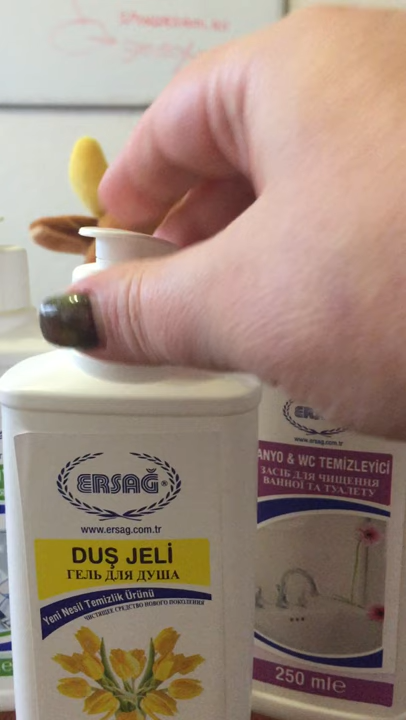 ERSAĞ®
www.ersag.com.tr
DUŞ JELİ
ГЕЛЬ ДЛЯ ДУША
Yeni Nesil Temizlik Ürünü
ЧИСТЯЩЕЕ СРЕДСТВО НОВОГО ПОКОЛЕНИЯ
www.ersag.com.tr
ANYO & WC TEMİZLEYİCİ
ЗАСІБ ДЛЯ ЧИЩЕННЯ
ВАННОЇ ТА ТУАЛЕТУ
250 ml e